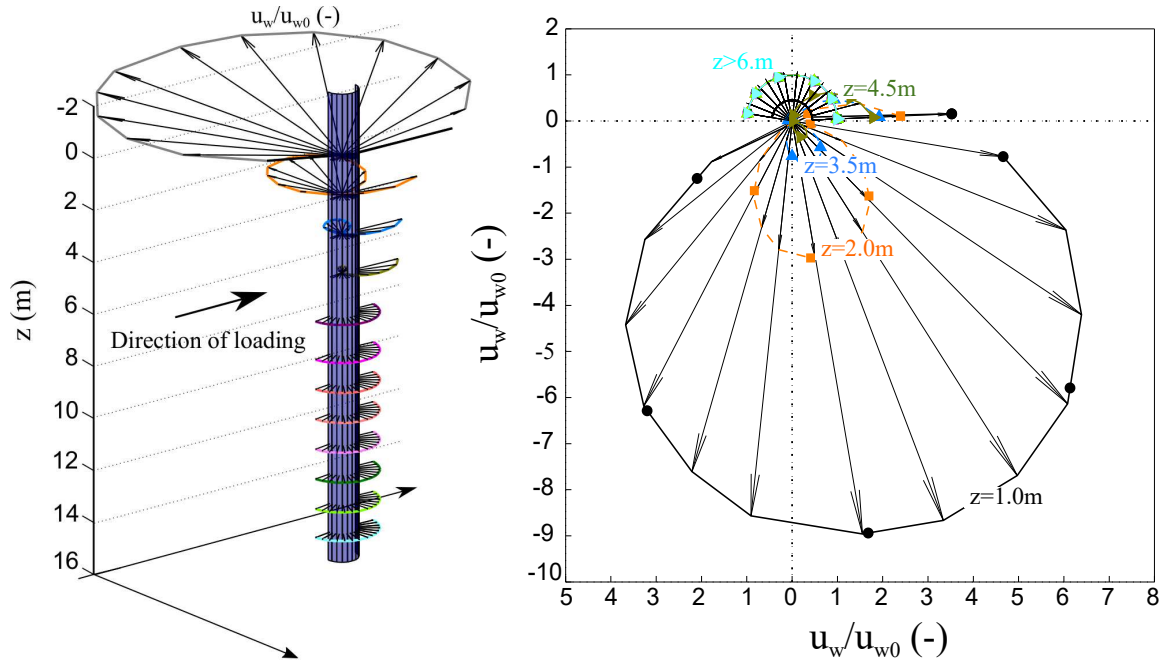 u_w/u_w0 (-)
-2
0
2
4
6
8
10
12
14
16
z (m)
Direction of loading
2
1
0
-1
-2
-3
-4
-5
-6
-7
-8
-9
-10
u_w/u_w0 (-)
z>6.m
z=4.5m
z=3.5m
z=2.0m
z=1.0m
5 4 3 2 1 0 1 2 3 4 5 6 7 8
u_w/u_w0 (-)